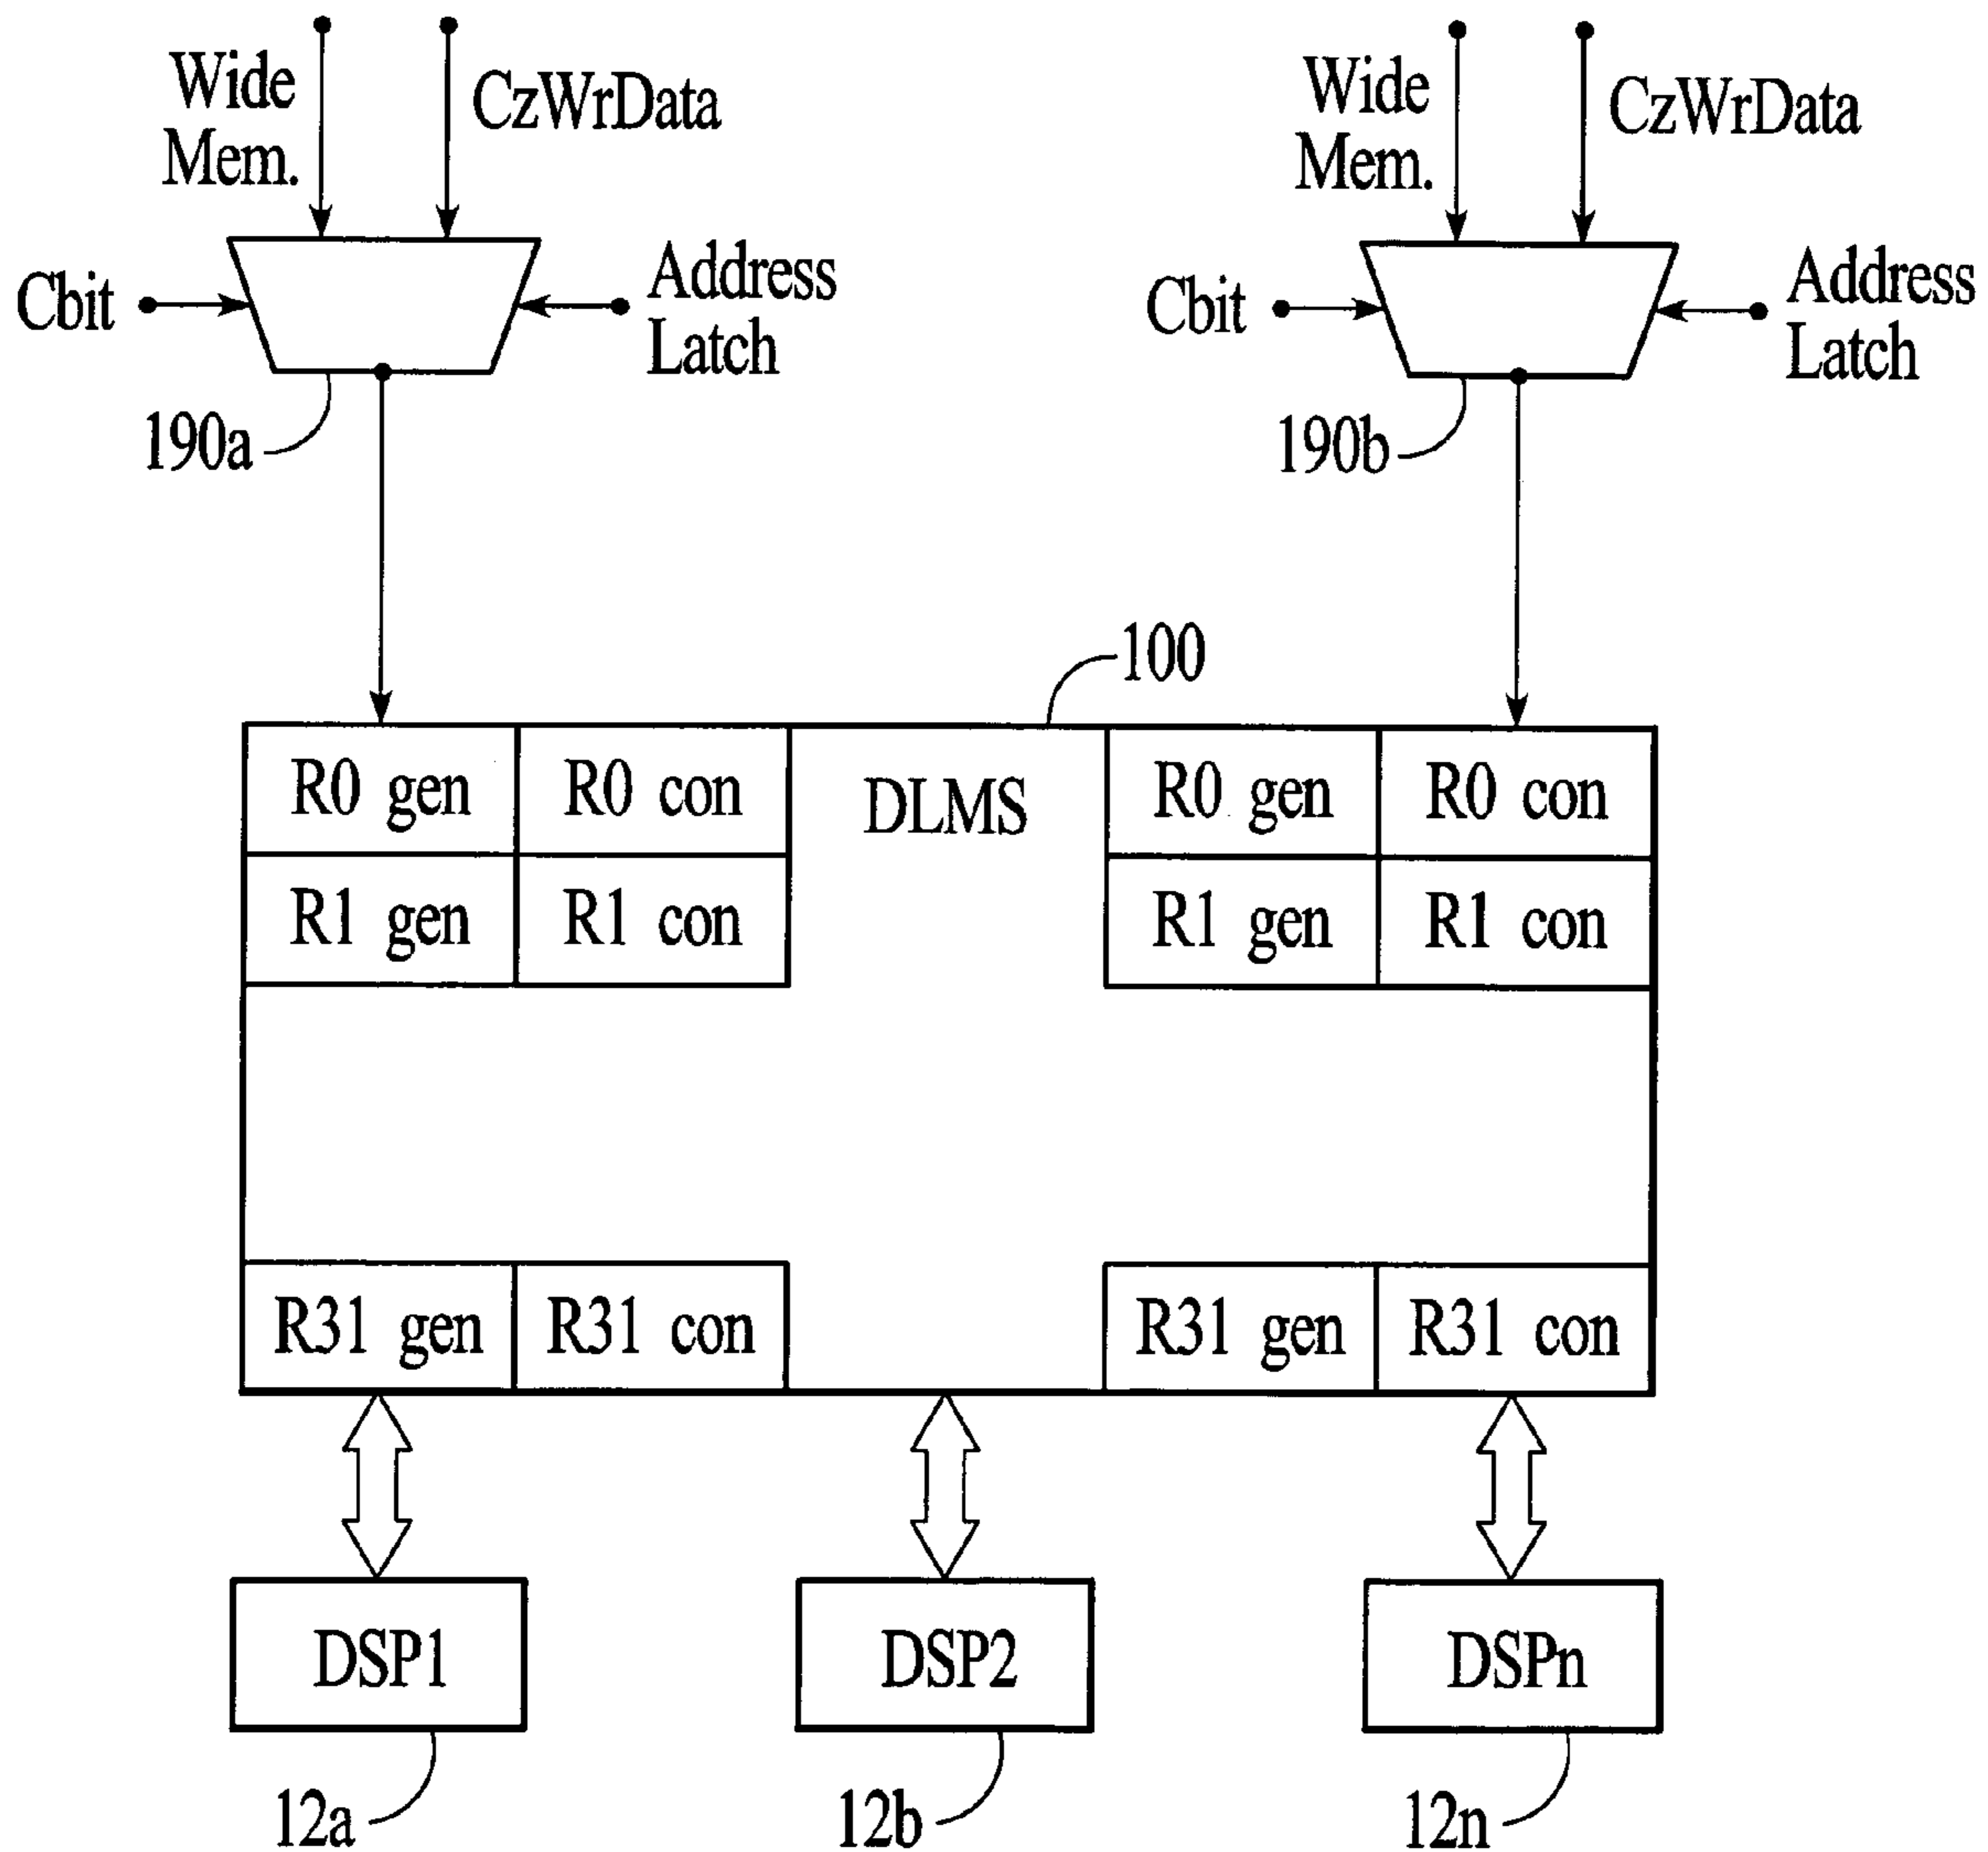 Wide
Mem.
CzWrData
Cbit
Address
Latch
190a
Wide
Mem.
CzWrData
Cbit
Address
Latch
190b
100
R0 gen R0 con DLMS R0 gen R0 con
R1 gen R1 con R1 gen R1 con
R31 gen R31 con R31 gen R31 con
DSP1 DSP2 DSPn
12a 12b 12n